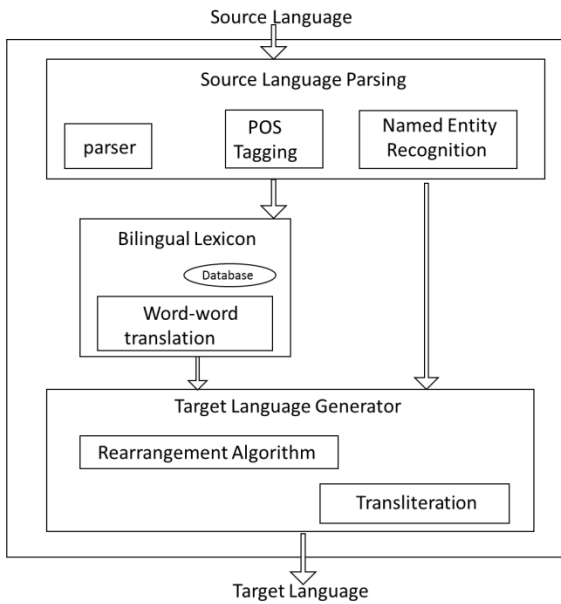 Source Language
Source Language Parsing
parser
POS
Tagging
Named Entity
Recognition
Bilingual Lexicon
Database
Word-word
translation
Target Language Generator
Rearrangement Algorithm
Transliteration
Target Language